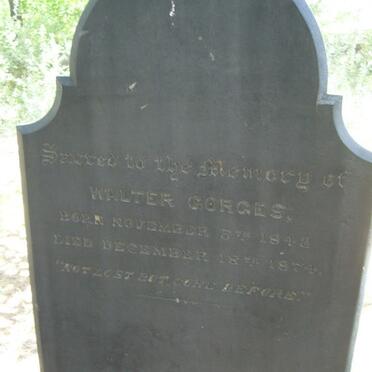 Sacred to the Memory of
WALTER GORGES,
BORN NOVEMBER 5TH 1845
DIED DECEMBER 18TH 1874.
"NOT LOST BUT GONE BEFORE."